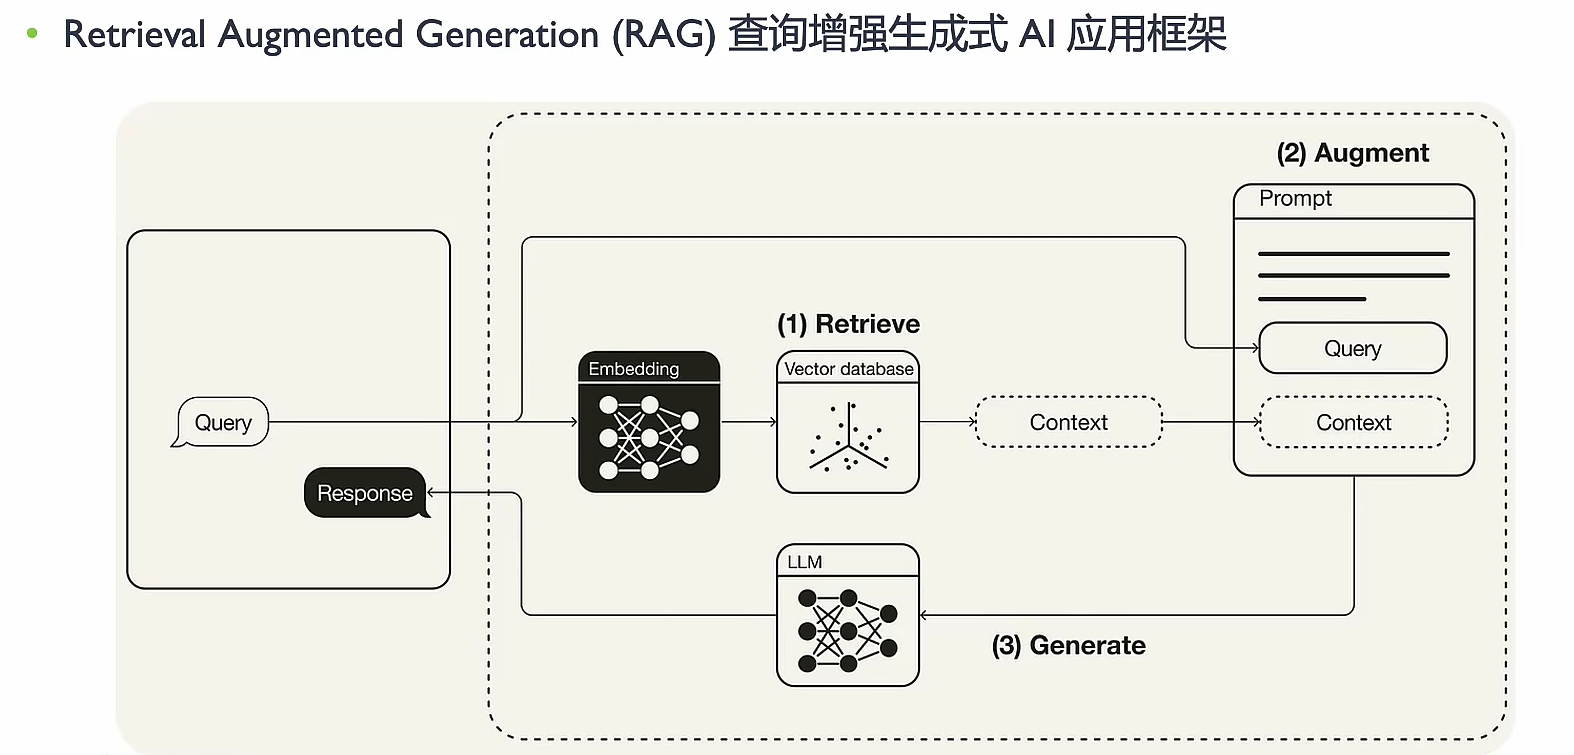 Retrieval Augmented Generation (RAG) 查询增强生成式 AI 应用框架
(2) Augment
Prompt
(1) Retrieve
Query
Embedding
Vector database
Query
Context
Context
Response
LLM
(3) Generate